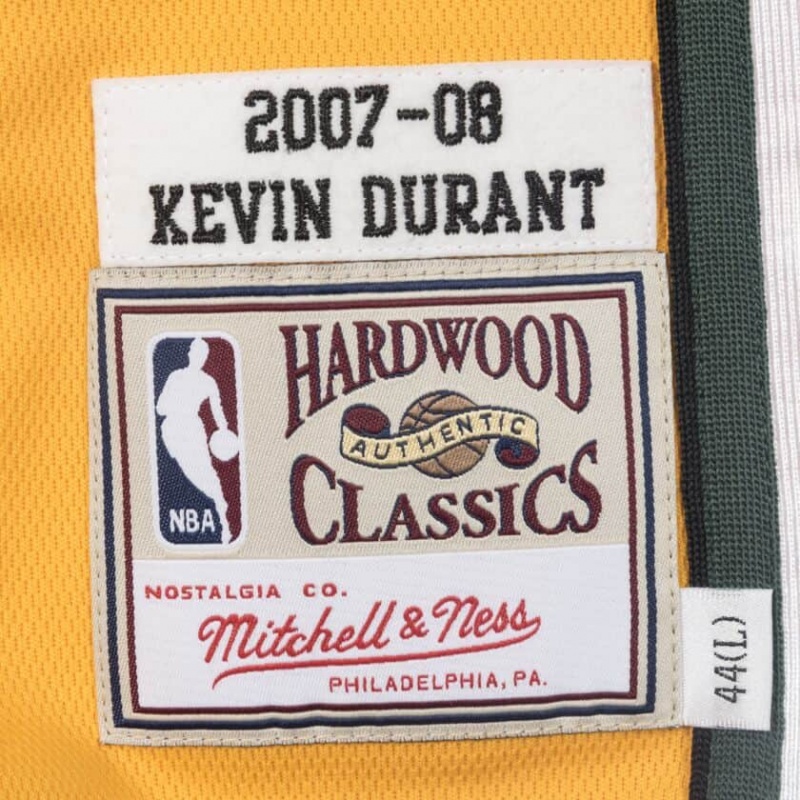 2007-08
KEVIN DURANT
HARDWOOD
AUTHENTIC
CLASSICS
NBA
NOSTALGIA CO.
Mitchell & Ness
PHILADELPHIA, PA.
44(L)